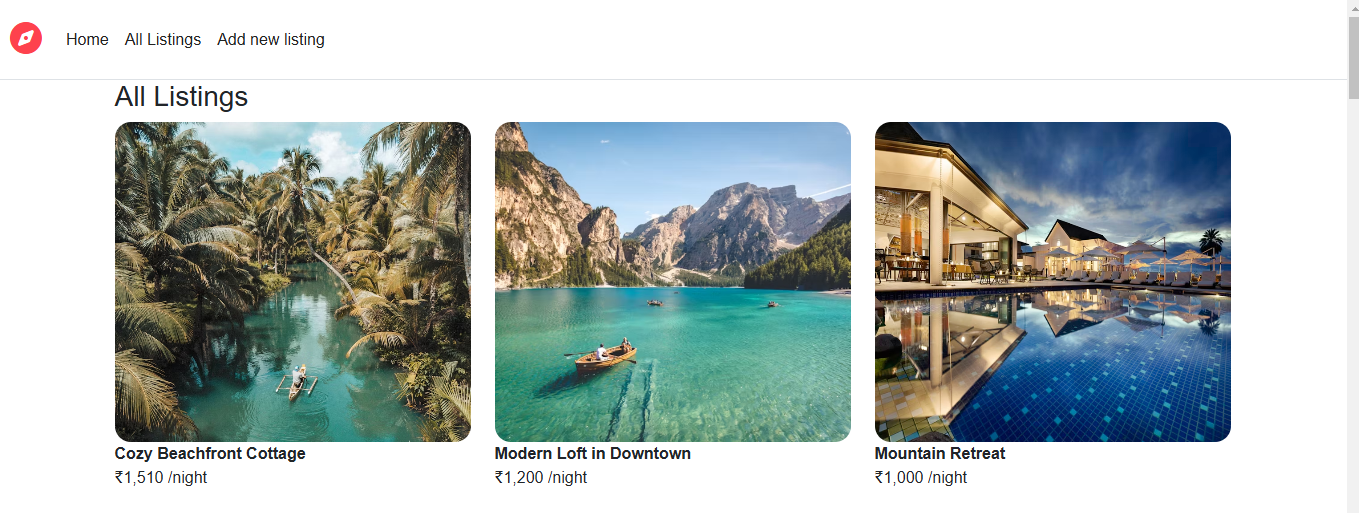 Home All Listings Add new listing
All Listings
Cozy Beachfront Cottage
₹1,510 /night
Modern Loft in Downtown
₹1,200 /night
Mountain Retreat
₹1,000 /night